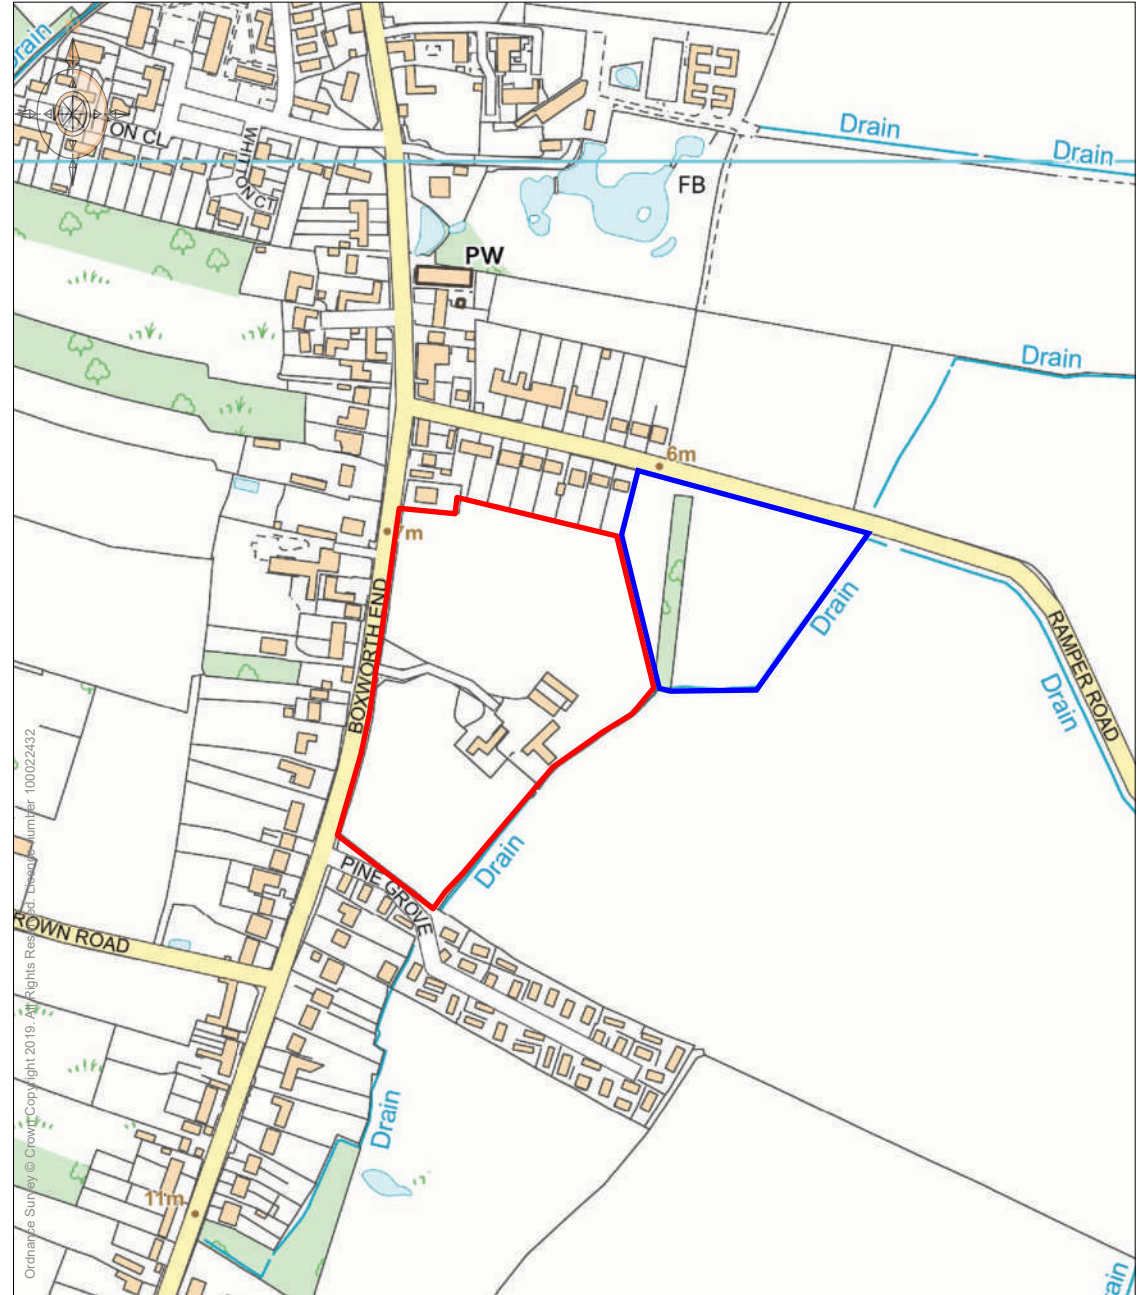 Drain
ON CL
WHITTON CT
Drain
Drain
FB
PW
Drain
6m
7m
BOXWORTH END
Drain
RAMPER ROAD
Drain
Drain
PINE GROVE
ROWN ROAD
Drain
11m
ain
Ordnance Survey © Crown Copyright 2019. All Rights Reserved. Licence number 100022432